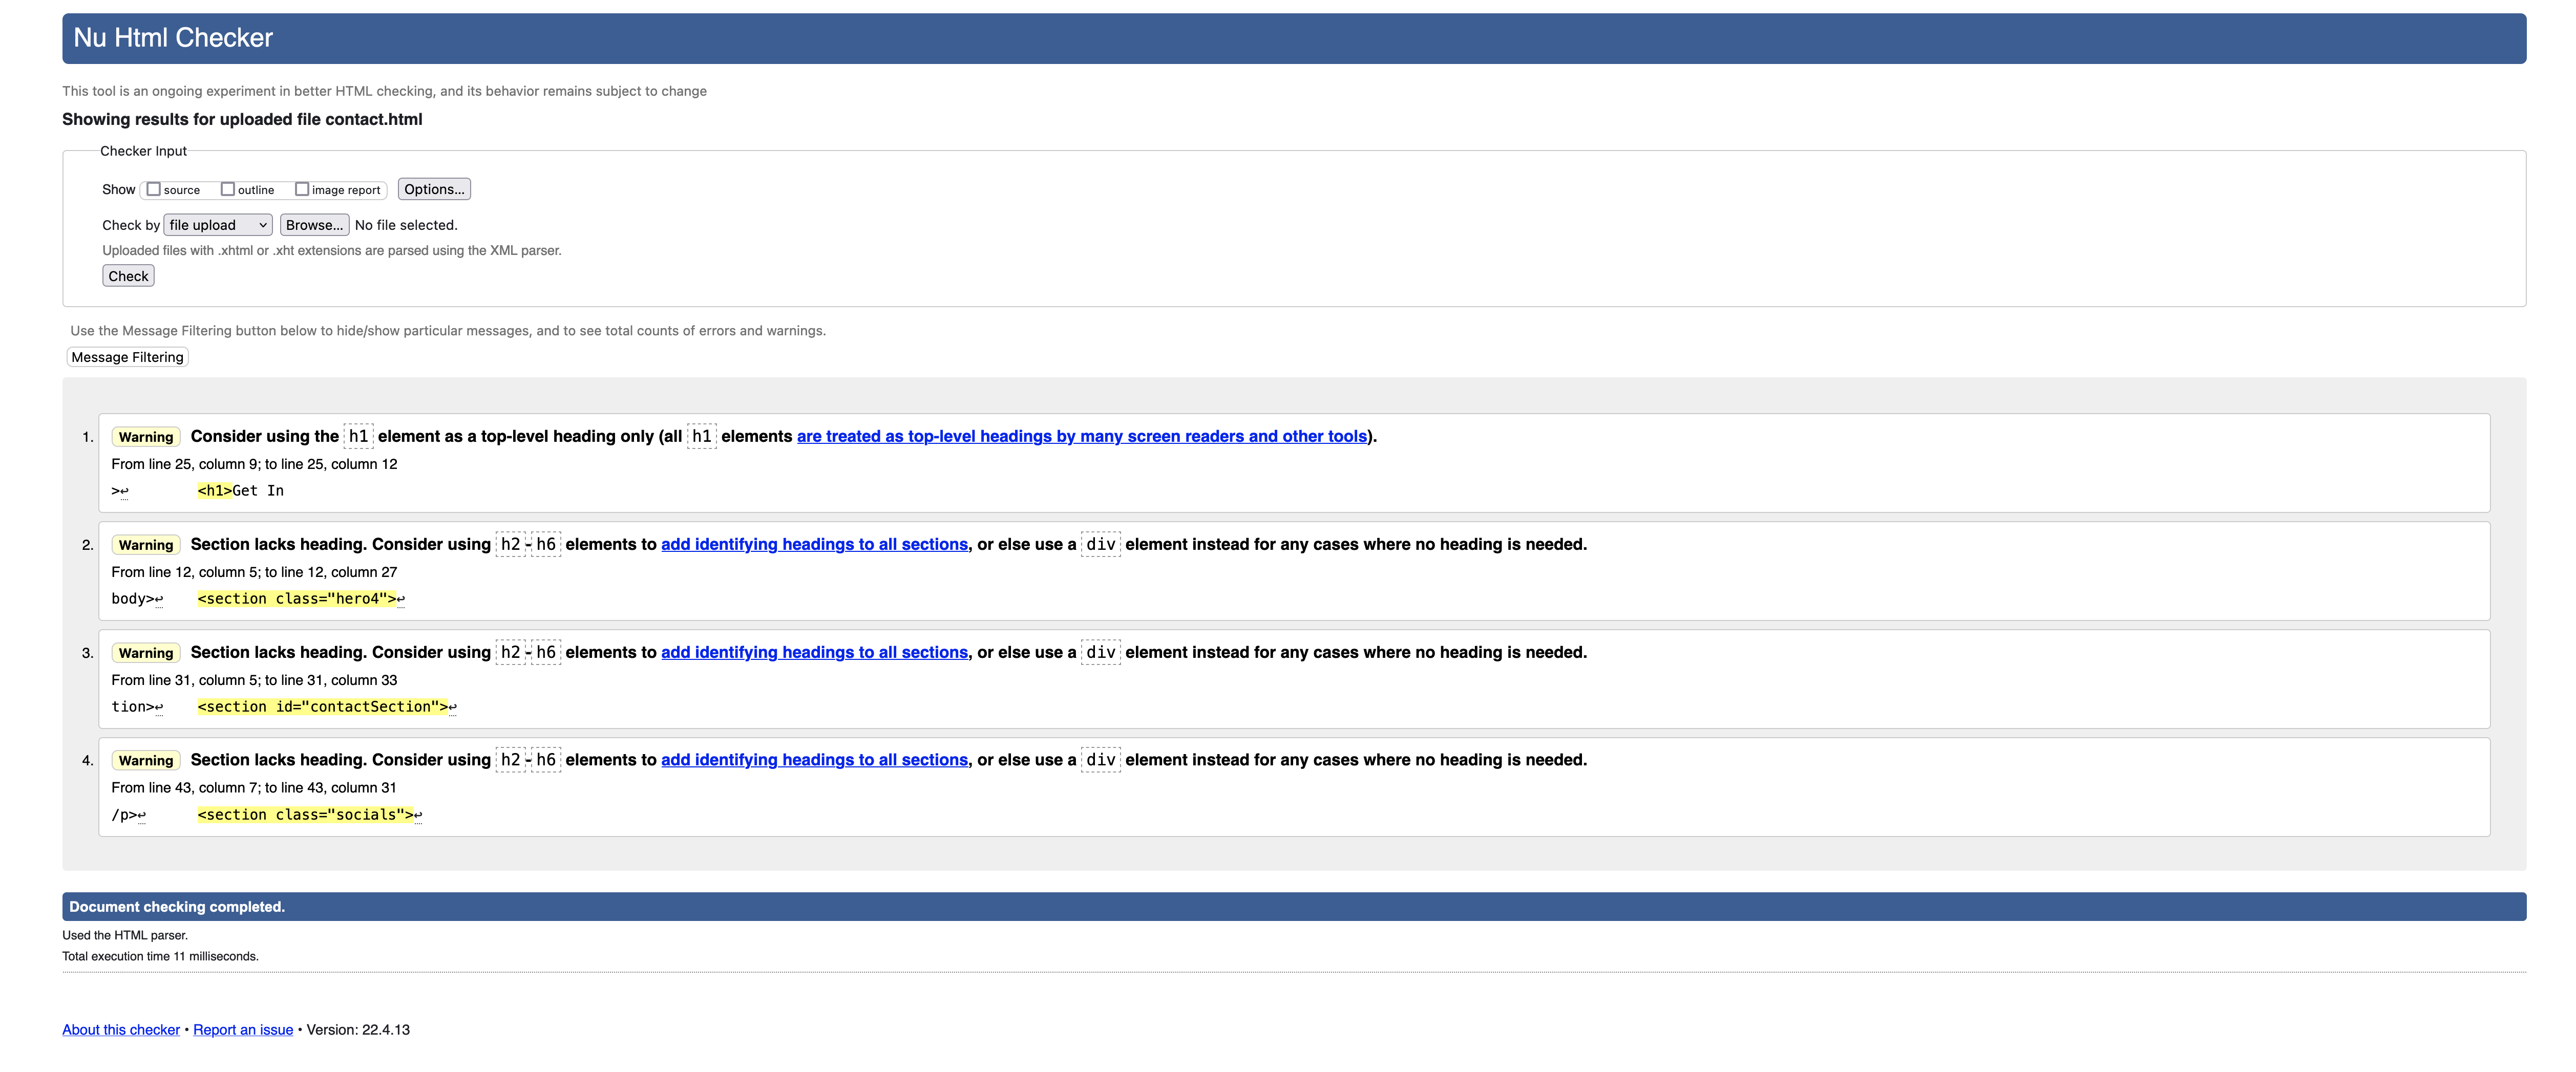 Nu Html Checker
This tool is an ongoing experiment in better HTML checking, and its behavior remains subject to change
Showing results for uploaded file contact.html
Checker Input
Show source outline image report Options...
Check by file upload Browse... No file selected.
Uploaded files with .xhtml or .xht extensions are parsed using the XML parser.
Check
Use the Message Filtering button below to hide/show particular messages, and to see total counts of errors and warnings.
Message Filtering
1. Warning Consider using the h1 element as a top-level heading only (all h1 elements are treated as top-level headings by many screen readers and other tools).
From line 25, column 9; to line 25, column 12
>↩ <h1>Get In
2. Warning Section lacks heading. Consider using h2-h6 elements to add identifying headings to all sections, or else use a div element instead for any cases where no heading is needed.
From line 12, column 5; to line 12, column 27
body>↩ <section class="hero4">↩
3. Warning Section lacks heading. Consider using h2-h6 elements to add identifying headings to all sections, or else use a div element instead for any cases where no heading is needed.
From line 31, column 5; to line 31, column 33
tion>↩ <section id="contactSection">↩
4. Warning Section lacks heading. Consider using h2-h6 elements to add identifying headings to all sections, or else use a div element instead for any cases where no heading is needed.
From line 43, column 7; to line 43, column 31
/p>↩ <section class="socials">↩
Document checking completed.
Used the HTML parser.
Total execution time 11 milliseconds.
About this checker • Report an issue • Version: 22.4.13